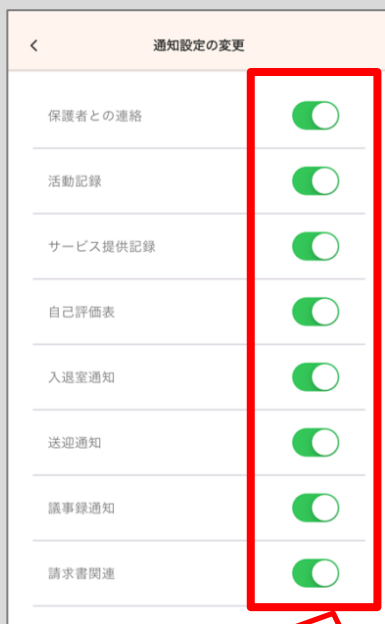 通知設定の変更
保護者との連絡
活動記録
サービス提供記録
自己評価表
入退室通知
送迎通知
議事録通知
請求書関連